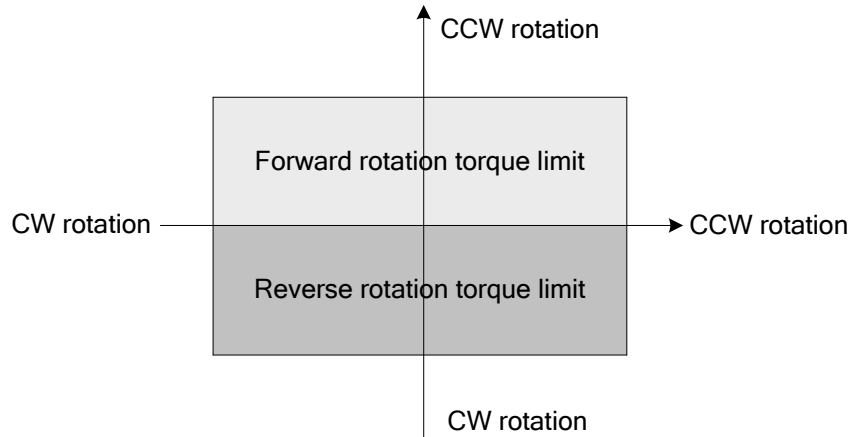 CCW rotation
Forward rotation torque limit
CW rotation
CCW rotation
Reverse rotation torque limit
CW rotation